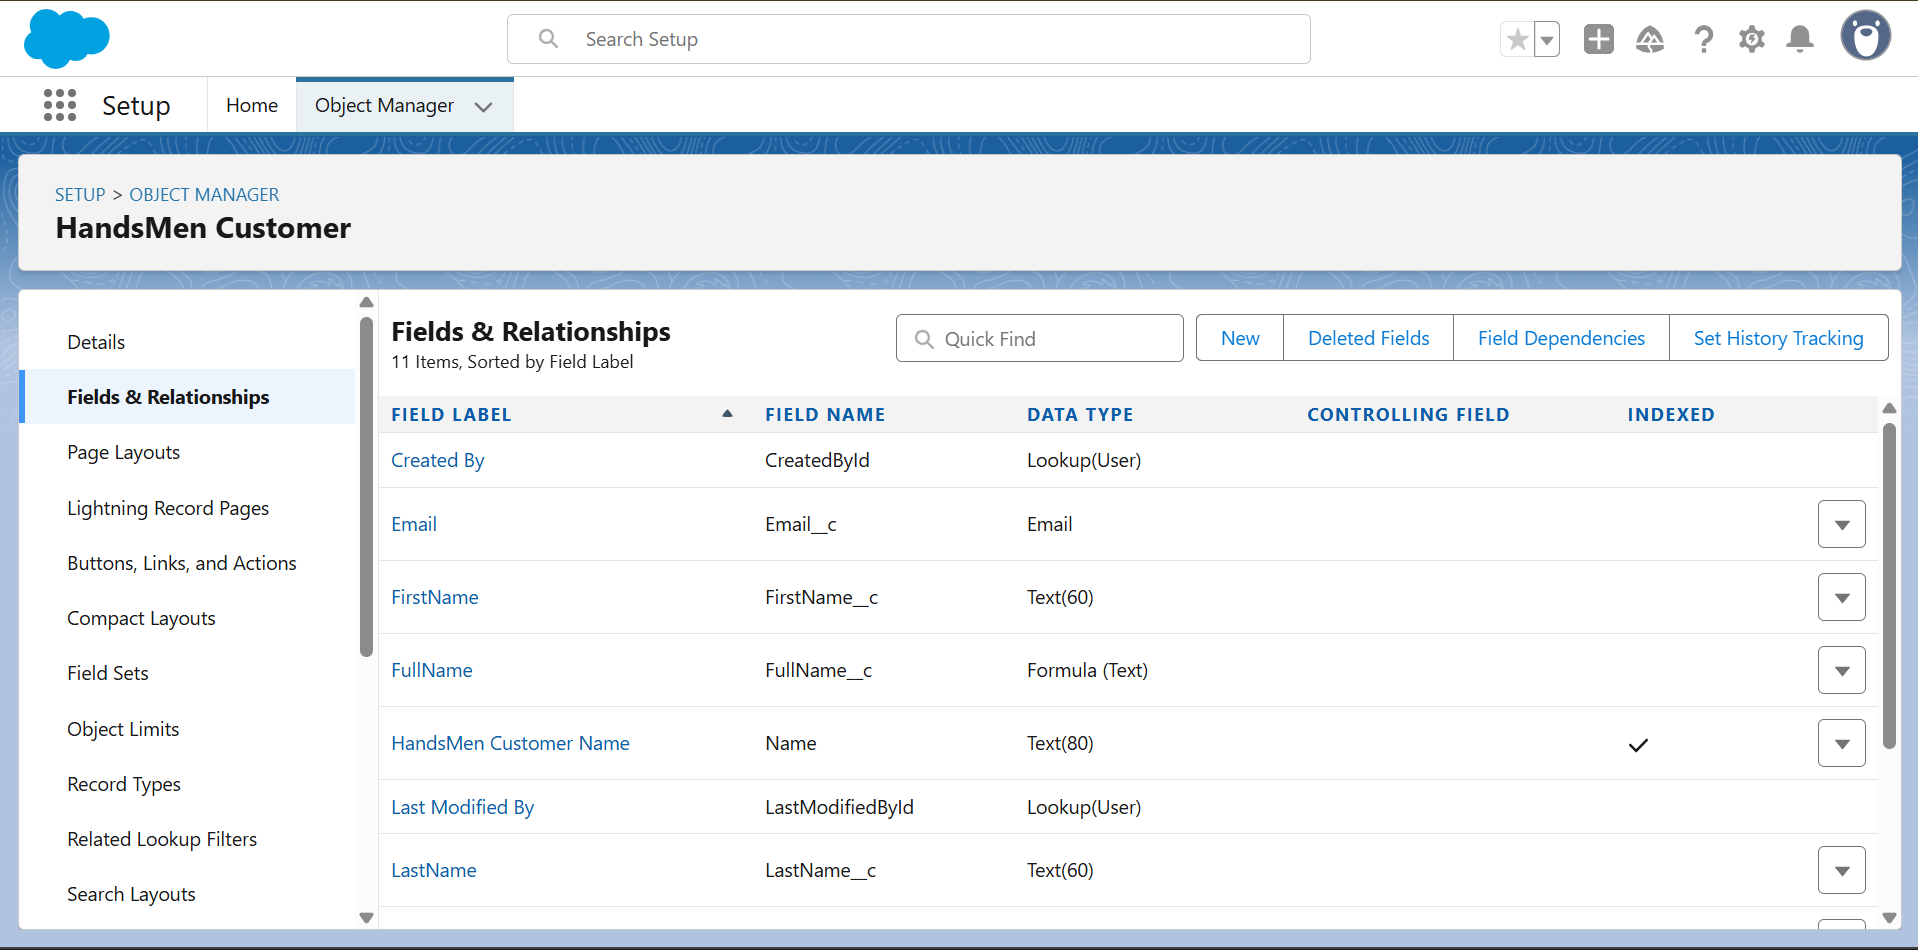 Search Setup
Setup
Home
Object Manager
SETUP > OBJECT MANAGER
HandsMen Customer
Details
Fields & Relationships
Page Layouts
Lightning Record Pages
Buttons, Links, and Actions
Compact Layouts
Field Sets
Object Limits
Record Types
Related Lookup Filters
Search Layouts
Fields & Relationships
11 Items, Sorted by Field Label
Quick Find
New
Deleted Fields
Field Dependencies
Set History Tracking
FIELD LABEL FIELD NAME DATA TYPE CONTROLLING FIELD INDEXED
Created By CreatedById Lookup(User)
Email Email__c Email
FirstName FirstName__c Text(60)
FullName FullName__c Formula (Text)
HandsMen Customer Name Name Text(80)
Last Modified By LastModifiedById Lookup(User)
LastName LastName__c Text(60)